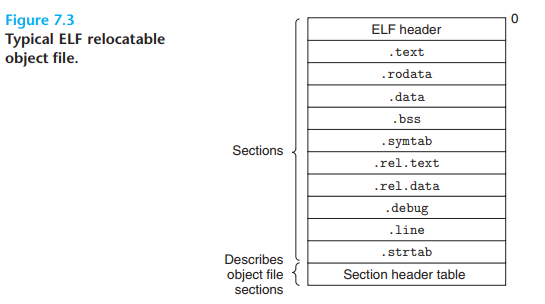 Figure 7.3
Typical ELF relocatable
object file.
0
ELF header
.text
.rodata
.data
.bss
.symtab
Sections
.rel.text
.rel.data
.debug
.line
.strtab
Describes
object file
sections
Section header table